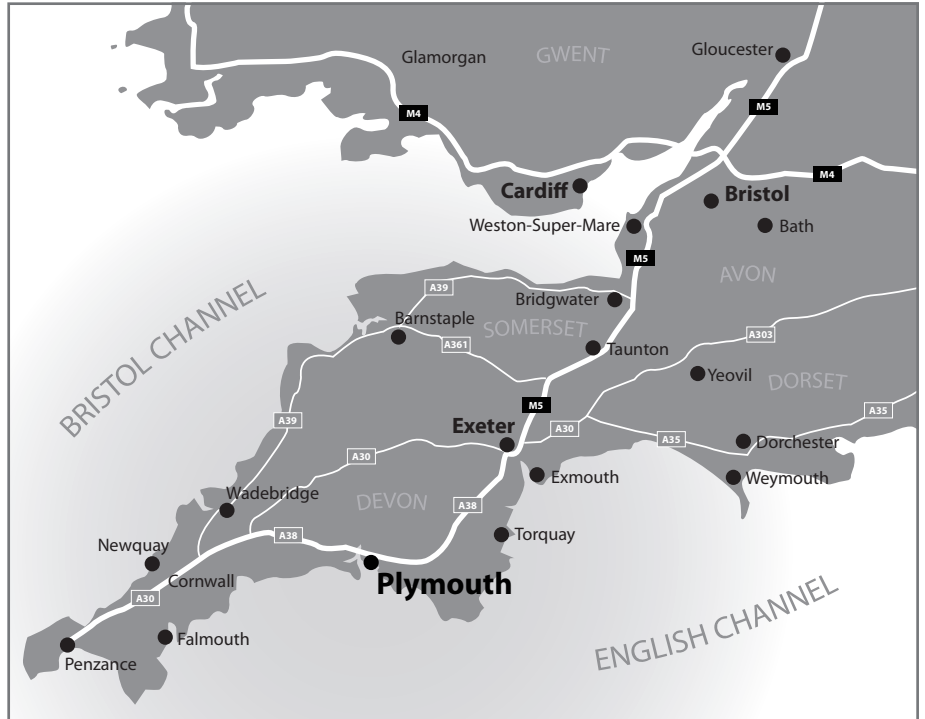 Glamorgan
GWENT
Gloucester
M4
M5
M4
Cardiff
Bristol
Weston-Super-Mare
Bath
M5
AVON
A39
Bridgwater
BRISTOL CHANNEL
Barnstaple
SOMERSET
A361
A303
Taunton
Yeovil
DORSET
M5
A35
A39
Exeter
A30
A35
Dorchester
A30
Exmouth
Weymouth
Wadebridge
DEVON
A38
A38
Torquay
Newquay
Cornwall
Plymouth
A30
ENGLISH CHANNEL
Falmouth
Penzance